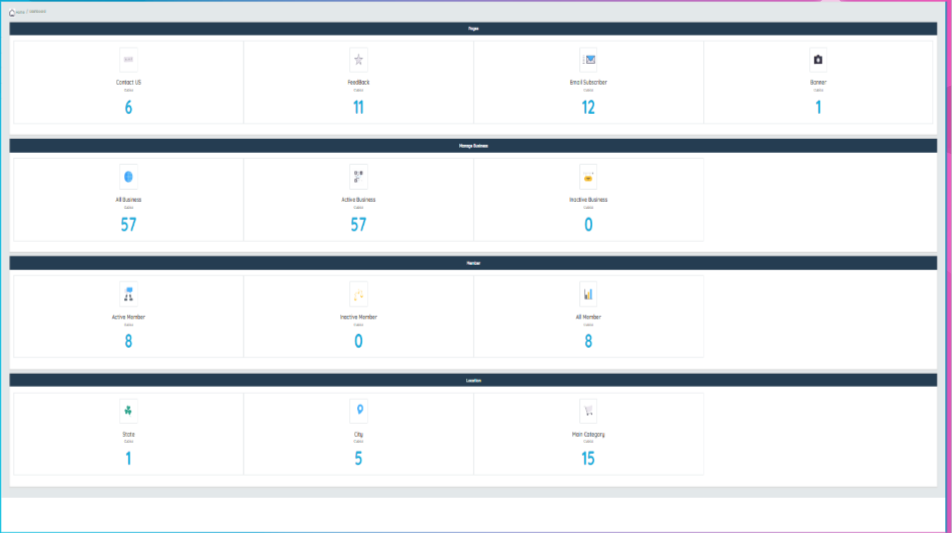 Home / Dashboard
Pages
Contact US
6
FeedBack
11
Email Subscriber
12
Banner
1
Manage Business
All Business
57
Active Business
57
Inactive Business
0
Member
Active Member
8
Inactive Member
0
All Member
8
Location
State
1
City
5
Main Category
15